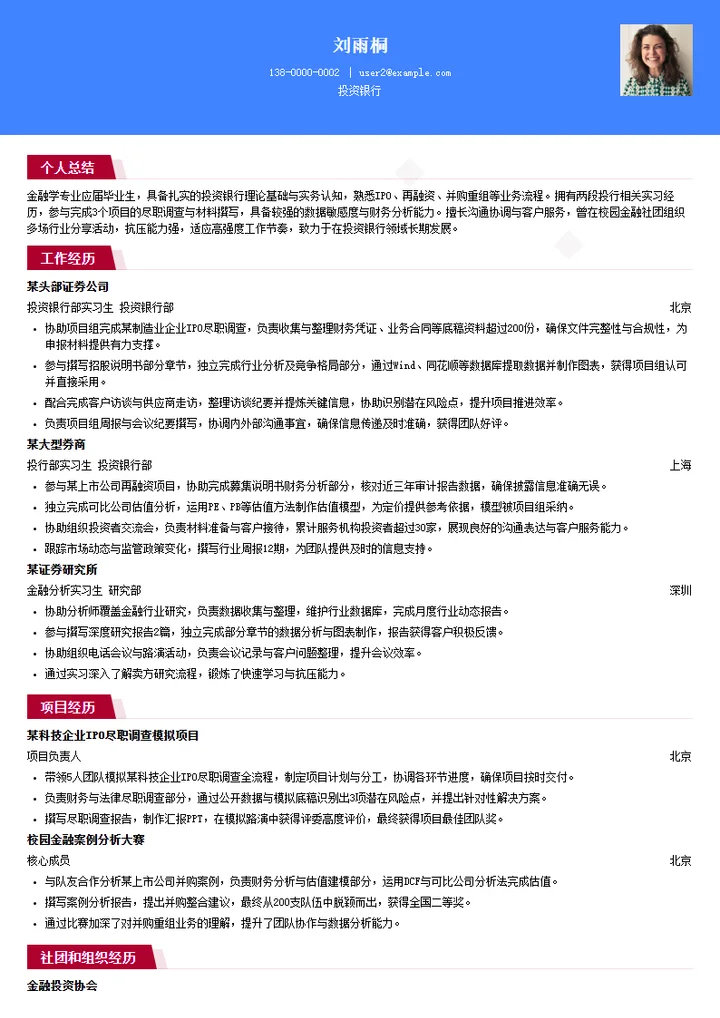 刘雨桐
138-0000-0002 | user2@example.com
投资银行
个人总结
金融学专业应届毕业生，具备扎实的投资银行理论基础与实务认知，熟悉IPO、再融资、并购重组等业务流程。拥有两段投行相关实习经
历，参与完成3个项目的尽职调查与材料撰写，具备较强的数据敏感度与财务分析能力。擅长沟通协调与客户服务，曾在校园金融社团组织
多场行业分享活动，抗压能力强，适应高强度工作节奏，致力于在投资银行领域长期发展。
工作经历
某头部证券公司
投资银行部实习生 投资银行部 北京
• 协助项目组完成某制造业企业IPO尽职调查，负责收集与整理财务凭证、业务合同等底稿资料超过200份，确保文件完整性与合规性，为
申报材料提供有力支撑。
• 参与撰写招股说明书部分章节，独立完成行业分析及竞争格局部分，通过Wind、同花顺等数据库提取数据并制作图表，获得项目组认可
并直接采用。
• 配合完成客户访谈与供应商走访，整理访谈纪要并提炼关键信息，协助识别潜在风险点，提升项目推进效率。
• 负责项目组周报与会议纪要撰写，协调内外部沟通事宜，确保信息传递及时准确，获得团队好评。
某大型券商
投行部实习生 投资银行部 上海
• 参与某上市公司再融资项目，协助完成募集说明书财务分析部分，核对近三年审计报告数据，确保披露信息准确无误。
• 独立完成可比公司估值分析，运用PE、PB等估值方法制作估值模型，为定价提供参考依据，模型被项目组采纳。
• 协助组织投资者交流会，负责材料准备与客户接待，累计服务机构投资者超过30家，展现良好的沟通表达与客户服务能力。
• 跟踪市场动态与监管政策变化，撰写行业周报12期，为团队提供及时的信息支持。
某证券研究所
金融分析实习生 研究部 深圳
• 协助分析师覆盖金融行业研究，负责数据收集与整理，维护行业数据库，完成月度行业动态报告。
• 参与撰写深度研究报告2篇，独立完成部分章节的数据分析与图表制作，报告获得客户积极反馈。
• 协助组织电话会议与路演活动，负责会议记录与客户问题整理，提升会议效率。
• 通过实习深入了解卖方研究流程，锻炼了快速学习与抗压能力。
项目经历
某科技企业IPO尽职调查模拟项目
项目负责人 北京
• 带领5人团队模拟某科技企业IPO尽职调查全流程，制定项目计划与分工，协调各环节进度，确保项目按时交付。
• 负责财务与法律尽职调查部分，通过公开数据与模拟底稿识别出3项潜在风险点，并提出针对性解决方案。
• 撰写尽职调查报告，制作汇报PPT，在模拟路演中获得评委高度评价，最终获得项目最佳团队奖。
校园金融案例分析大赛
核心成员 北京
• 与队友合作分析某上市公司并购案例，负责财务分析与估值建模部分，运用DCF与可比公司分析法完成估值。
• 撰写案例分析报告，提出并购整合建议，最终从200支队伍中脱颖而出，获得全国二等奖。
• 通过比赛加深了对并购重组业务的理解，提升了团队协作与数据分析能力。
社团和组织经历
金融投资协会